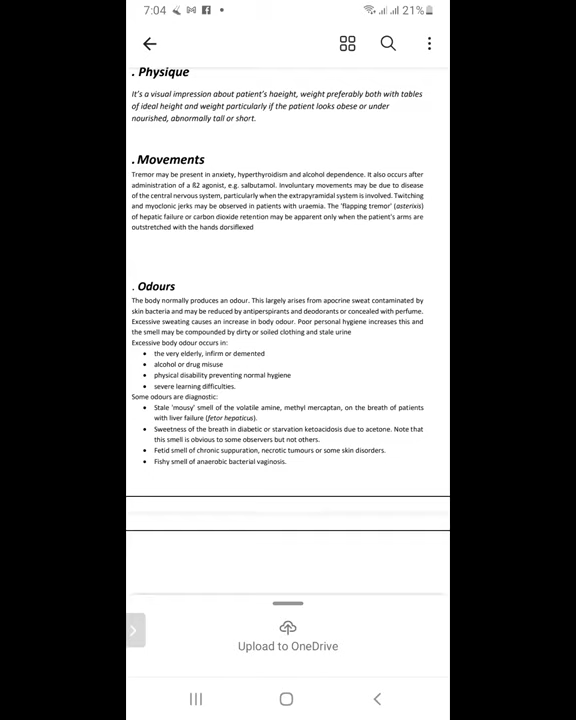 7:04 21%
. Physique
It's a visual impression about patient's haeight, weight preferably both with tables
of ideal height and weight particularly if the patient looks obese or under
nourished, abnormally tall or short.
. Movements
Tremor may be present in anxiety, hyperthyroidism and alcohol dependence. It also occurs after
administration of a ß2 agonist, e.g. salbutamol. Involuntary movements may be due to disease
of the central nervous system, particularly when the extrapyramidal system is involved. Twitching
and myoclonic jerks may be observed in patients with uraemia. The 'flapping tremor' (asterixis)
of hepatic failure or carbon dioxide retention may be apparent only when the patient's arms are
outstretched with the hands dorsiflexed
. Odours
The body normally produces an odour. This largely arises from apocrine sweat contaminated by
skin bacteria and may be reduced by antiperspirants and deodorants or concealed with perfume.
Excessive sweating causes an increase in body odour. Poor personal hygiene increases this and
the smell may be compounded by dirty or soiled clothing and stale urine
Excessive body odour occurs in:
• the very elderly, infirm or demented
• alcohol or drug misuse
• physical disability preventing normal hygiene
• severe learning difficulties.
Some odours are diagnostic:
• Stale 'mousy' smell of the volatile amine, methyl mercaptan, on the breath of patients
with liver failure (fetor hepaticus).
• Sweetness of the breath in diabetic or starvation ketoacidosis due to acetone. Note that
this smell is obvious to some observers but not others.
• Fetid smell of chronic suppuration, necrotic tumours or some skin disorders.
• Fishy smell of anaerobic bacterial vaginosis.
Upload to OneDrive